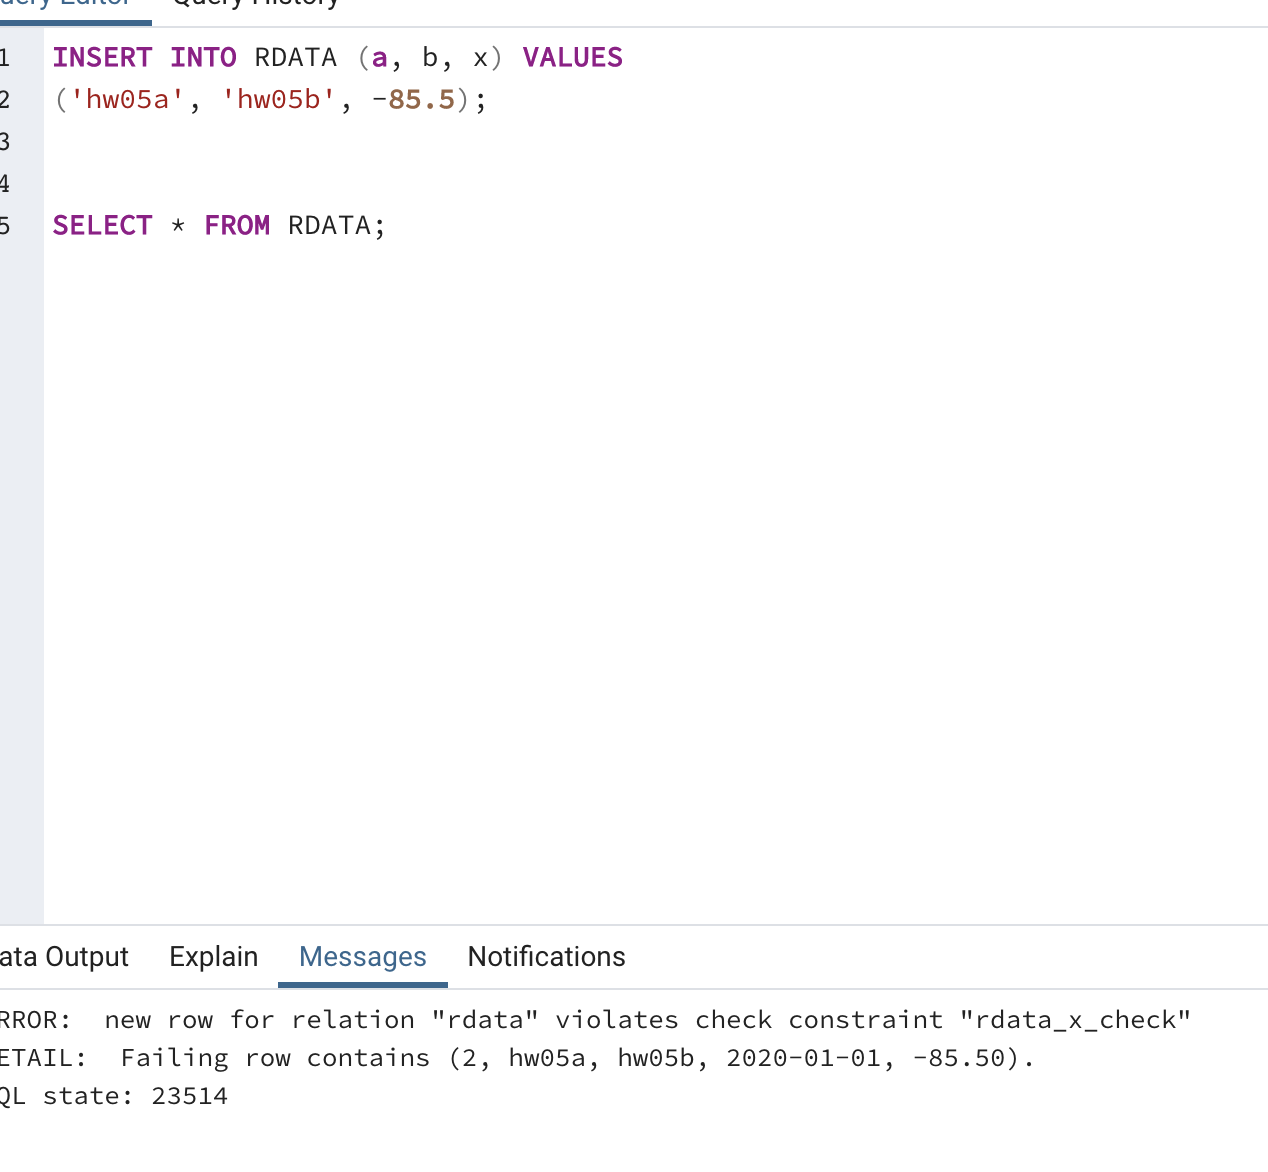 uery Editor Query History
1 INSERT INTO RDATA (a, b, x) VALUES
2 ('hw05a', 'hw05b', -85.5);
3
4
5 SELECT * FROM RDATA;
ata Output Explain Messages Notifications
RROR:  new row for relation "rdata" violates check constraint "rdata_x_check"
ETAIL:  Failing row contains (2, hw05a, hw05b, 2020-01-01, -85.50).
QL state: 23514